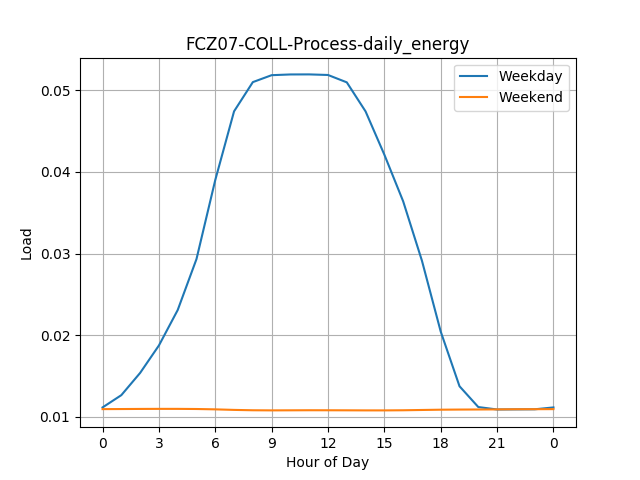 FCZ07-COLL-Process-daily_energy
Weekday
Weekend
0.05
0.04
0.03
0.02
0.01
Load
0 3 6 9 12 15 18 21 0
Hour of Day